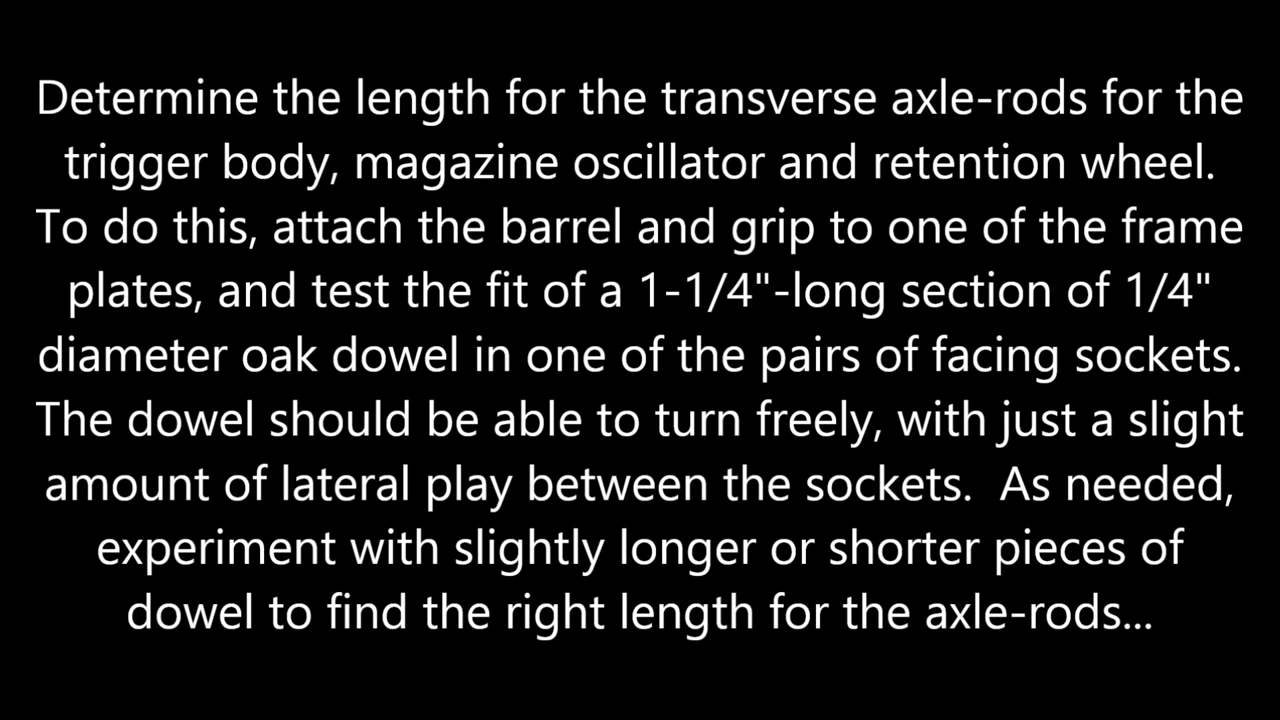 Determine the length for the transverse axle-rods for the
trigger body, magazine oscillator and retention wheel.
To do this, attach the barrel and grip to one of the frame
plates, and test the fit of a 1-1/4"-long section of 1/4"
diameter oak dowel in one of the pairs of facing sockets.
The dowel should be able to turn freely, with just a slight
amount of lateral play between the sockets.  As needed,
experiment with slightly longer or shorter pieces of
dowel to find the right length for the axle-rods...